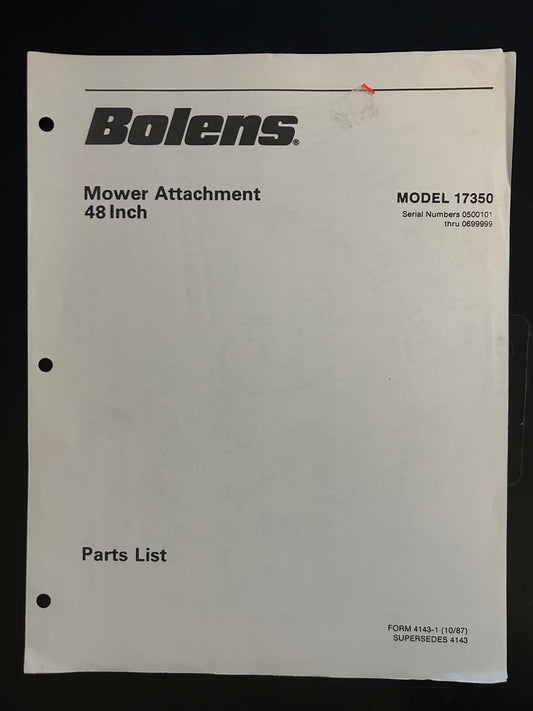 Bolens®
Mower Attachment
48 Inch
MODEL 17350
Serial Numbers 0500101
thru 0699999
Parts List
FORM 4143-1 (10/87)
SUPERSEDES 4143